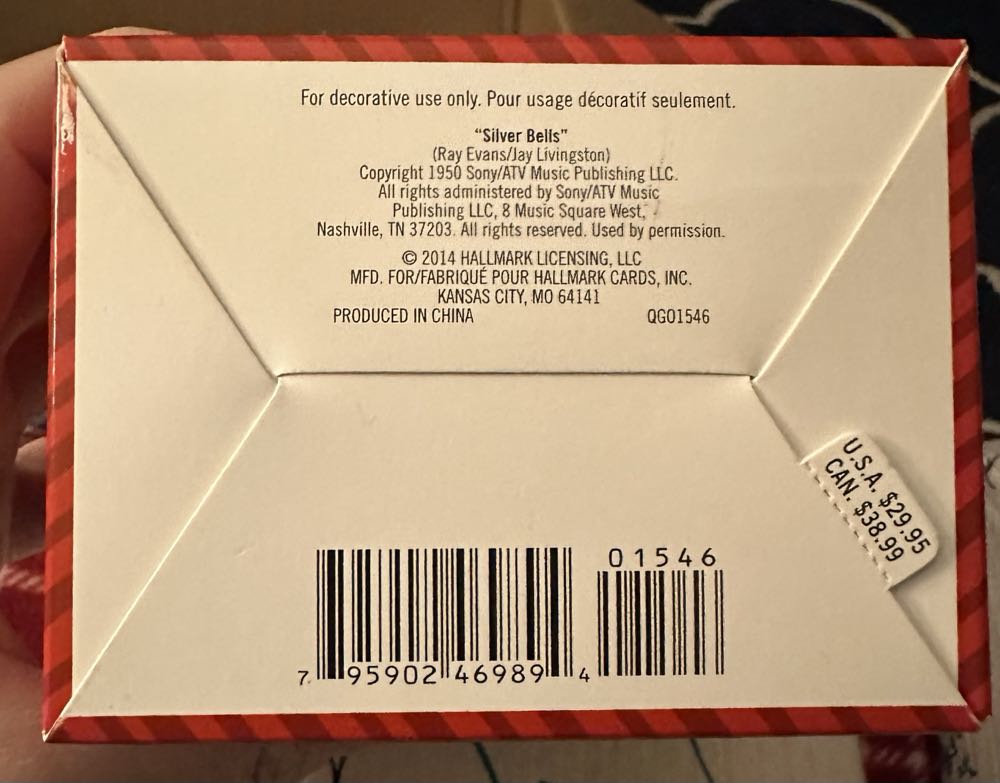 For decorative use only. Pour usage décoratif seulement.
“Silver Bells”
(Ray Evans/Jay Livingston)
Copyright 1950 Sony/ATV Music Publishing LLC.
All rights administered by Sony/ATV Music
Publishing LLC, 8 Music Square West,
Nashville, TN 37203. All rights reserved. Used by permission.
© 2014 HALLMARK LICENSING, LLC
MFD. FOR/FABRIQUÉ POUR HALLMARK CARDS, INC.
KANSAS CITY, MO 64141
PRODUCED IN CHINA QGO1546
U.S.A. $29.95
CAN. $38.99
01546
7 95902 46989 4